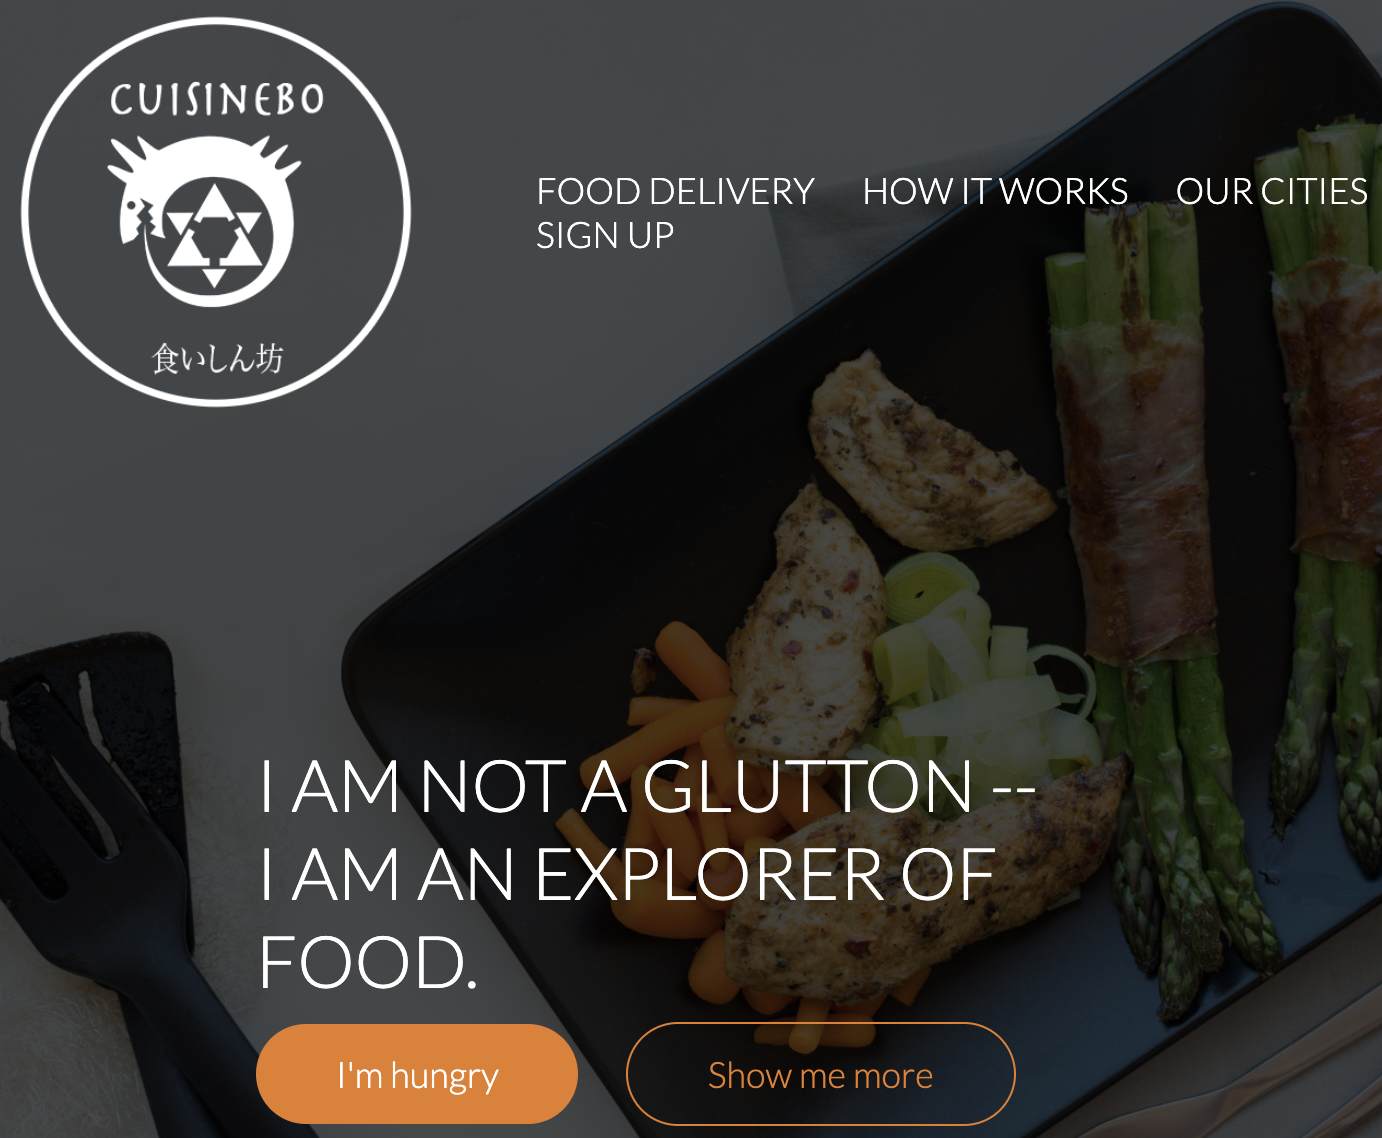 CUISINEBO
食いしん坊
FOOD DELIVERY HOW IT WORKS OUR CITIES
SIGN UP
I AM NOT A GLUTTON --
I AM AN EXPLORER OF
FOOD.
I'm hungry Show me more